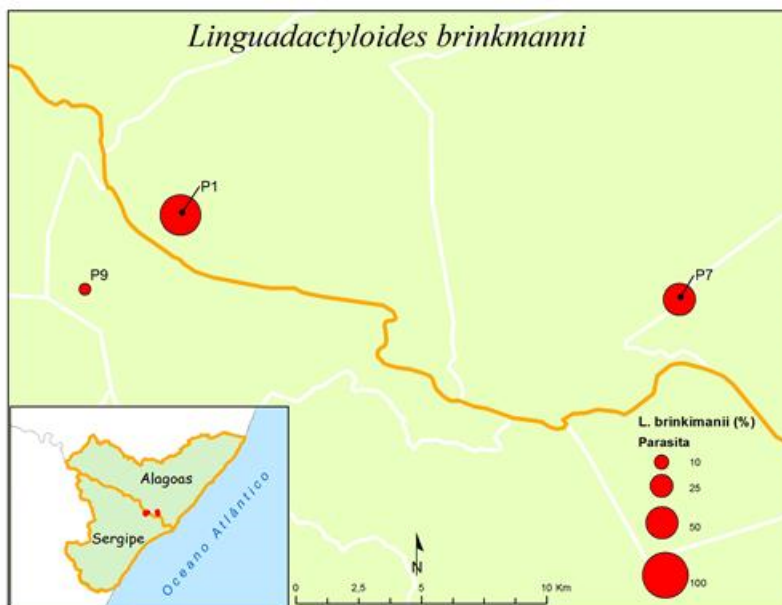 Linguadactyloides brinkmanni
P1
P9
P7
L. brinkimanii (%)
Parasita
10
25
50
100
Alagoas
Sergipe
Oceano Atlântico
N
0 2,5 5 10 Km